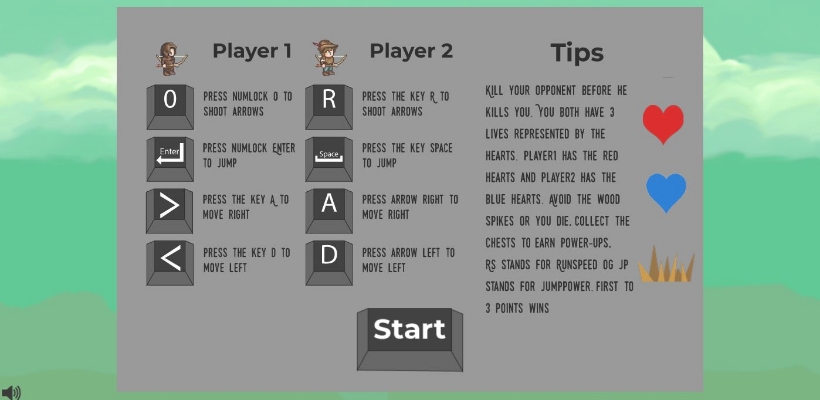 Player 1
0
PRESS NUMLOCK 0 TO
SHOOT ARROWS
Enter
PRESS NUMLOCK ENTER
TO JUMP
>
PRESS THE KEY A TO
MOVE RIGHT
<
PRESS THE KEY D TO
MOVE LEFT
Player 2
R
PRESS THE KEY R TO
SHOOT ARROWS
Space
PRESS THE KEY SPACE
TO JUMP
A
PRESS ARROW RIGHT TO
MOVE RIGHT
D
PRESS ARROW LEFT TO
MOVE LEFT
Tips
KILL YOUR OPPONENT BEFORE HE
KILLS YOU. YOU BOTH HAVE 3
LIVES REPRESENTED BY THE
HEARTS. PLAYER1 HAS THE RED
HEARTS AND PLAYER2 HAS THE
BLUE HEARTS. AVOID THE WOOD
SPIKES OR YOU DIE. COLLECT THE
CHESTS TO EARN POWER-UPS.
RS STANDS FOR RUNSPEED OG JP
STANDS FOR JUMPPOWER. FIRST TO
3 POINTS WINS
Start